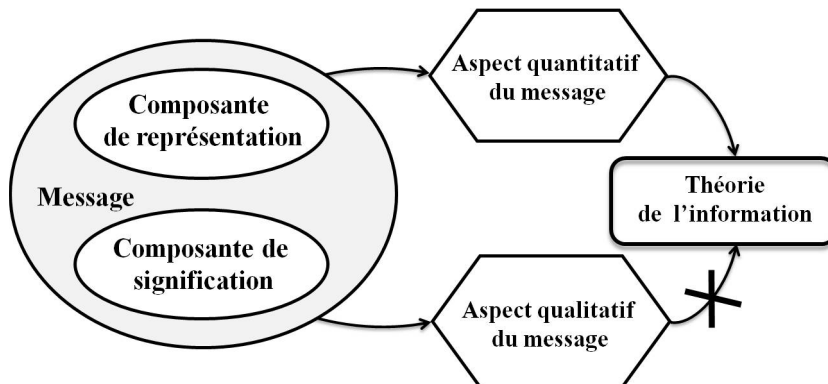 Composante
de représentation
Message
Composante de
signification
Aspect quantitatif
du message
Théorie
de l'information
Aspect qualitatif
du message